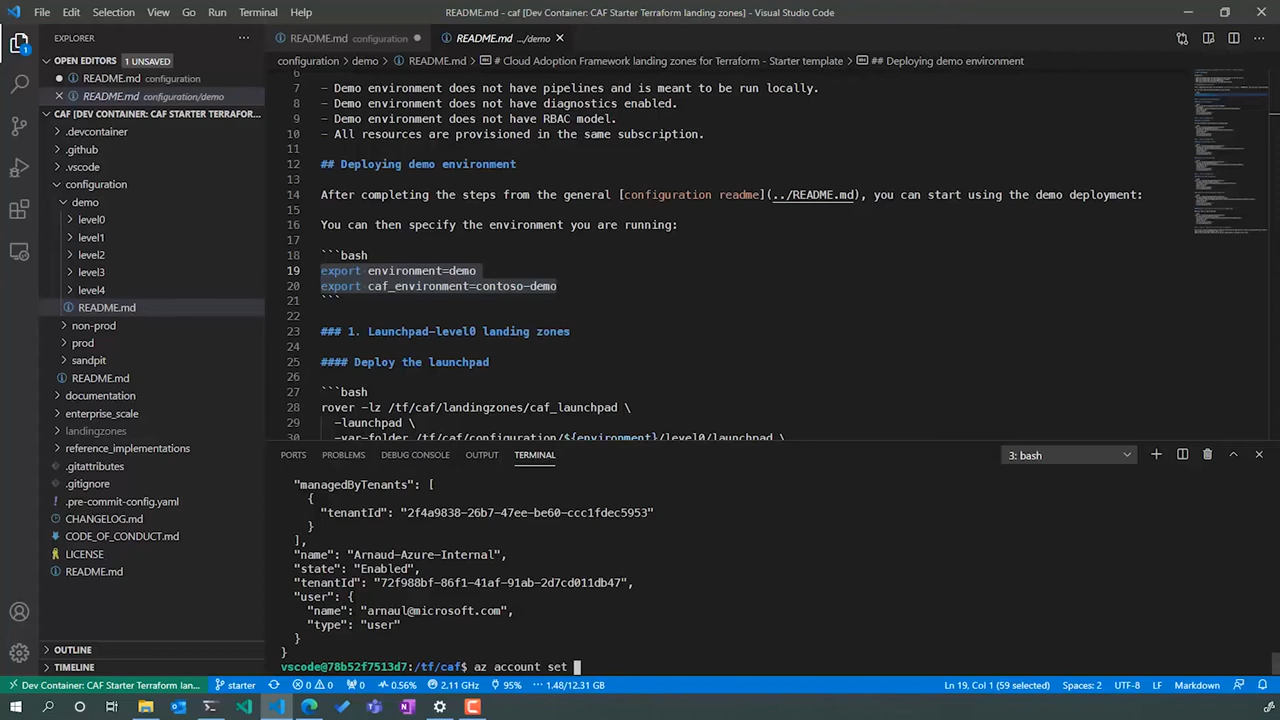 File Edit Selection View Go Run Terminal Help README.md - caf [Dev Container: CAF Starter Terraform landing zones] - Visual Studio Code
EXPLORER
OPEN EDITORS 1 UNSAVED
README.md configuration
README.md configuration/demo
CAF [DEV CONTAINER: CAF STARTER TERRAFOR...
.devcontainer
.github
.vscode
configuration
demo
level0
level1
level2
level3
level4
README.md
non-prod
prod
sandpit
README.md
documentation
enterprise_scale
landingzones
reference_implementations
.gitattributes
.gitignore
.pre-commit-config.yaml
CHANGELOG.md
CODE_OF_CONDUCT.md
LICENSE
README.md
OUTLINE
TIMELINE
README.md configuration README.md .../demo
configuration > demo > README.md > # Cloud Adoption Framework landing zones for Terraform - Starter template > ## Deploying demo environment
6
7 - Demo environment does not have pipelines and is meant to be run locally.
8 - Demo environment does not have diagnostics enabled.
9 - Demo environment does not have RBAC model.
10 - All resources are provided in the same subscription.
11
12 ## Deploying demo environment
13
14 After completing the steps from the general [configuration readme](../README.md), you can start using the demo deployment:
15
16 You can then specify the environment you are running:
17
18 ```bash
19 export environment=demo
20 export caf_environment=contoso-demo
21 ```
22
23 ### 1. Launchpad-level0 landing zones
24
25 #### Deploy the launchpad
26
27 ```bash
28 rover -lz /tf/caf/landingzones/caf_launchpad \
29 -launchpad \
30 -var-folder /tf/caf/configuration/${environment}/level0/launchpad \
PORTS PROBLEMS DEBUG CONSOLE OUTPUT TERMINAL 3: bash
"managedByTenants": [
{
"tenantId": "2f4a9838-26b7-47ee-be60-ccc1fdec5953"
}
],
"name": "Arnaud-Azure-Internal",
"state": "Enabled",
"tenantId": "72f988bf-86f1-41af-91ab-2d7cd011db47",
"user": {
"name": "arnaul@microsoft.com",
"type": "user"
}
}
vscode@78b52f7513d7:/tf/caf$ az account set
Dev Container: CAF Starter Terraform lan... starter 0 0 0 0.56% 2.11 GHz 95% 1.48/12.31 GB Ln 19, Col 1 (59 selected) Spaces: 2 UTF-8 LF Markdown